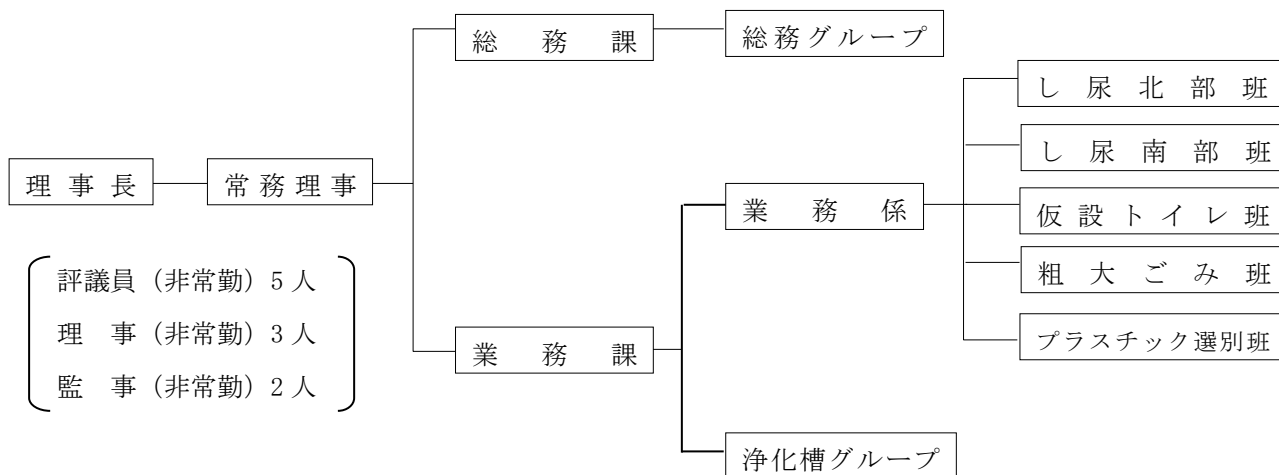 総務課
総務グループ
し尿北部班
し尿南部班
理事長
常務理事
業務係
仮設トイレ班
粗大ごみ班
評議員（非常勤）5人
理　事（非常勤）3人
監　事（非常勤）2人
業務課
プラスチック選別班
浄化槽グループ